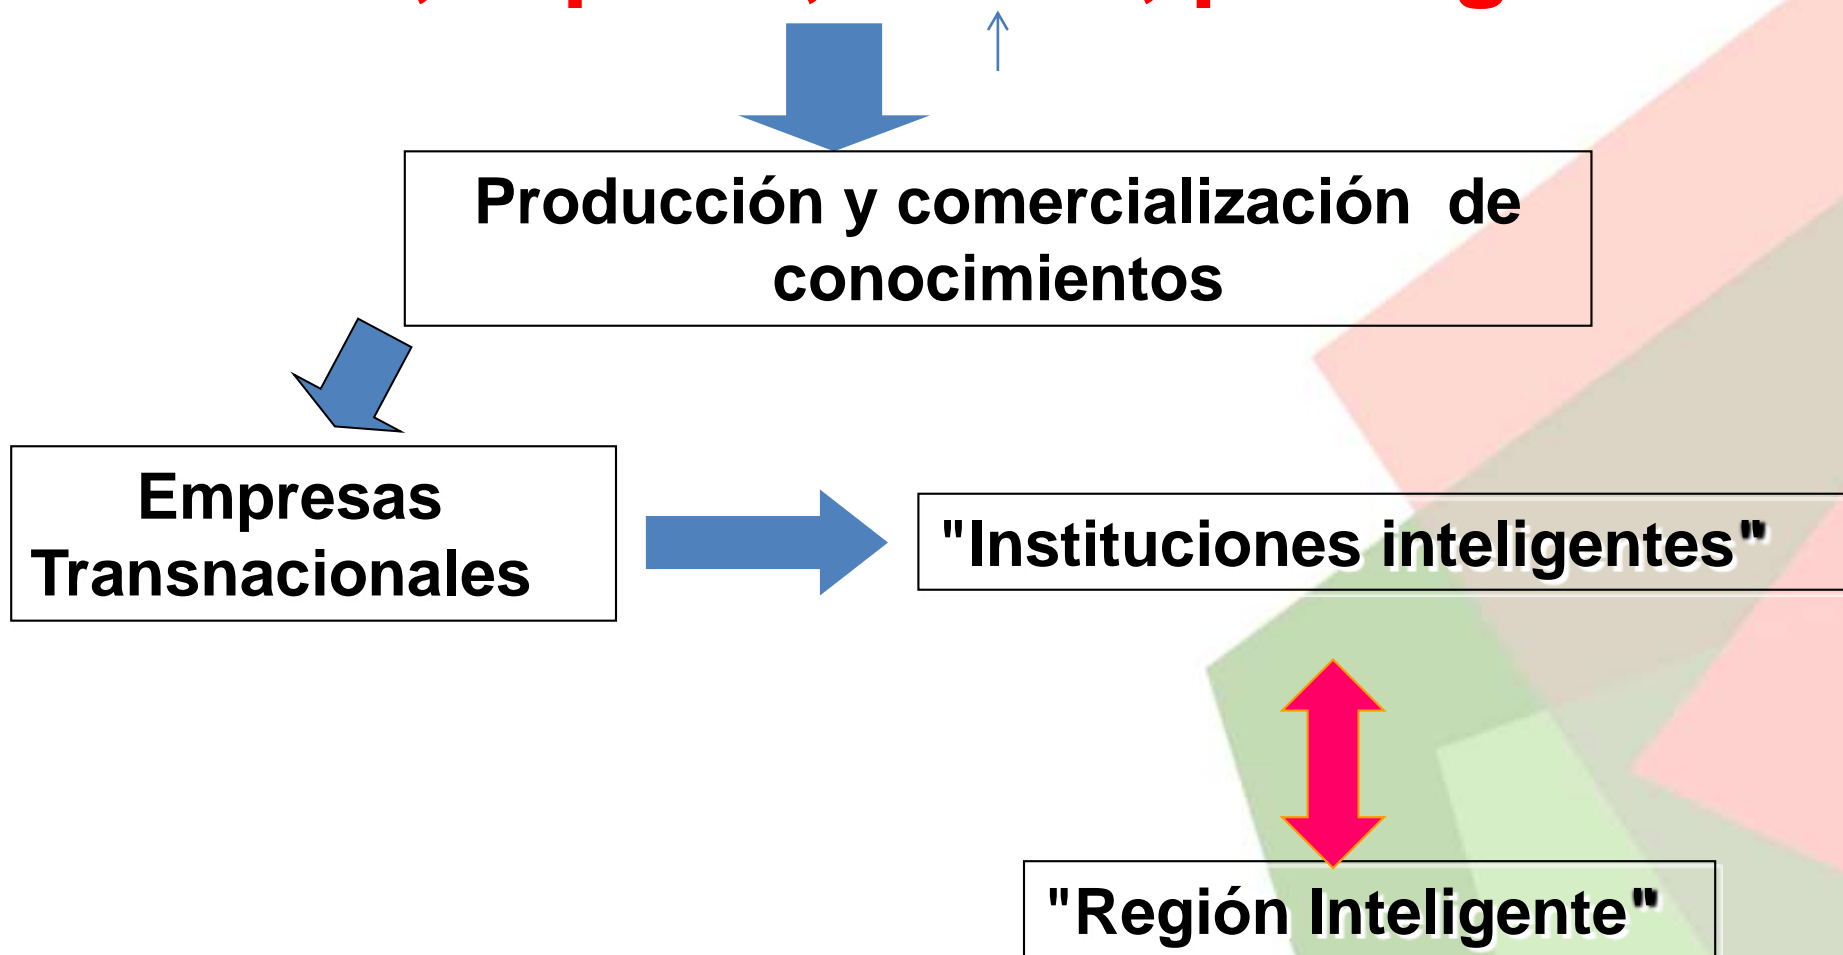 Producción y comercialización de
conocimientos
Empresas
Transnacionales
"Instituciones inteligentes"
"Región Inteligente"